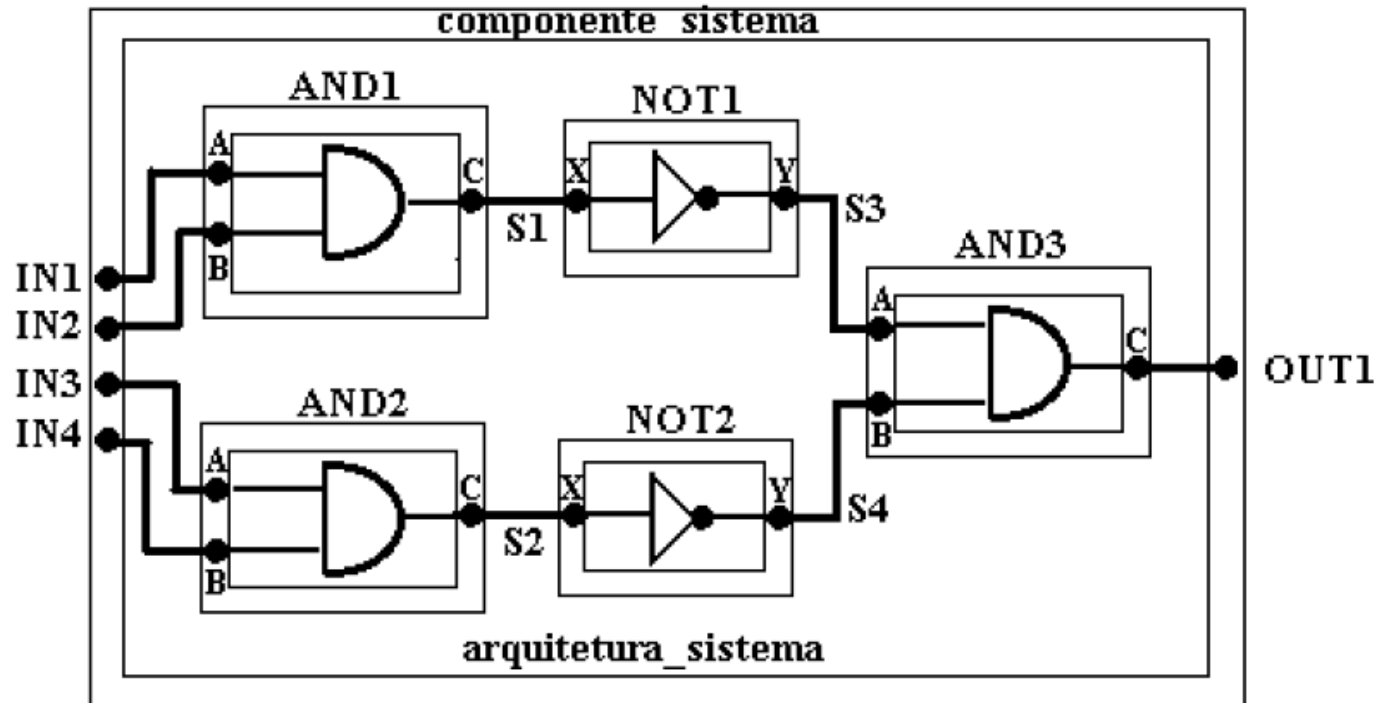 componente sistema
AND1
NOT1
A
C
X
Y
B
S1
S3
IN1
IN2
IN3
IN4
AND3
A
C
B
OUT1
AND2
NOT2
A
C
X
Y
B
S2
S4
arquitetura_sistema